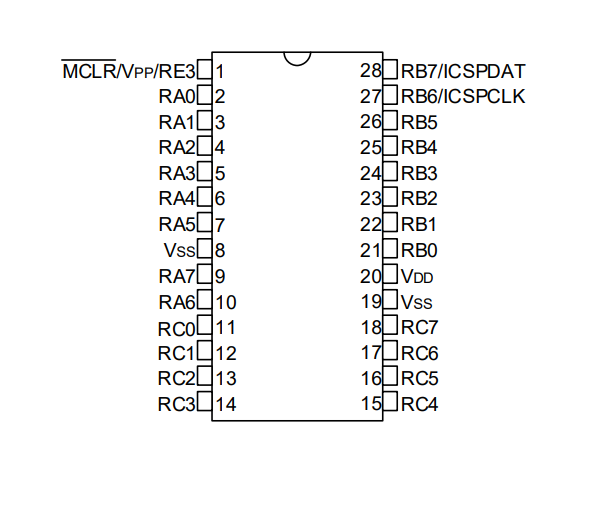 MCLR/VPP/RE3 1 28 RB7/ICSPDAT
RA0 2 27 RB6/ICSPCLK
RA1 3 26 RB5
RA2 4 25 RB4
RA3 5 24 RB3
RA4 6 23 RB2
RA5 7 22 RB1
VSS 8 21 RB0
RA7 9 20 VDD
RA6 10 19 VSS
RC0 11 18 RC7
RC1 12 17 RC6
RC2 13 16 RC5
RC3 14 15 RC4